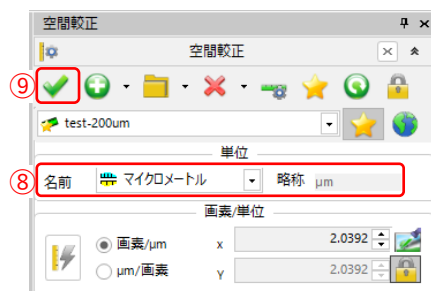 空間較正
空間較正
⑨
test-200um
単位
⑧ 名前 マイクロメートル 略称 μm
画素/単位
画素/μm x 2.0392
μm/画素 Y 2.0392